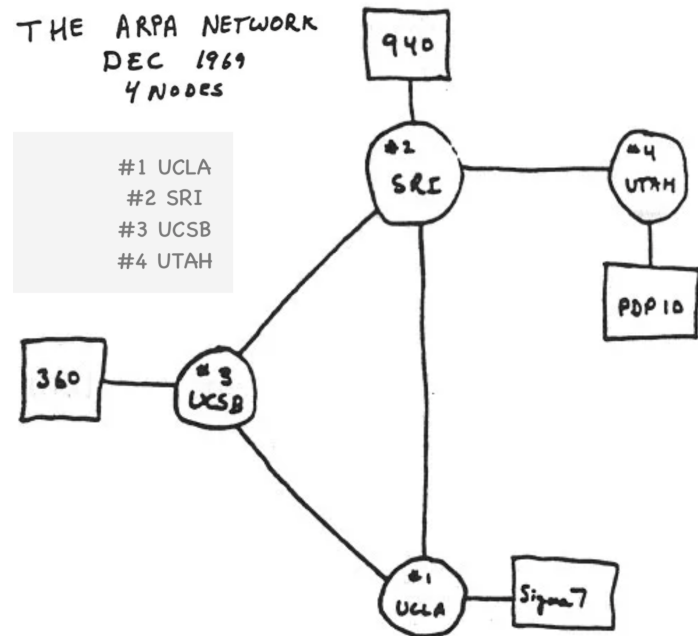 THE ARPA NETWORK
DEC 1969
4 NODES
#1 UCLA
#2 SRI
#3 UCSB
#4 UTAH
940
#2
SRI
#4
UTAH
PDP 10
360
#3
UCSB
#1
UCLA
Sigma 7